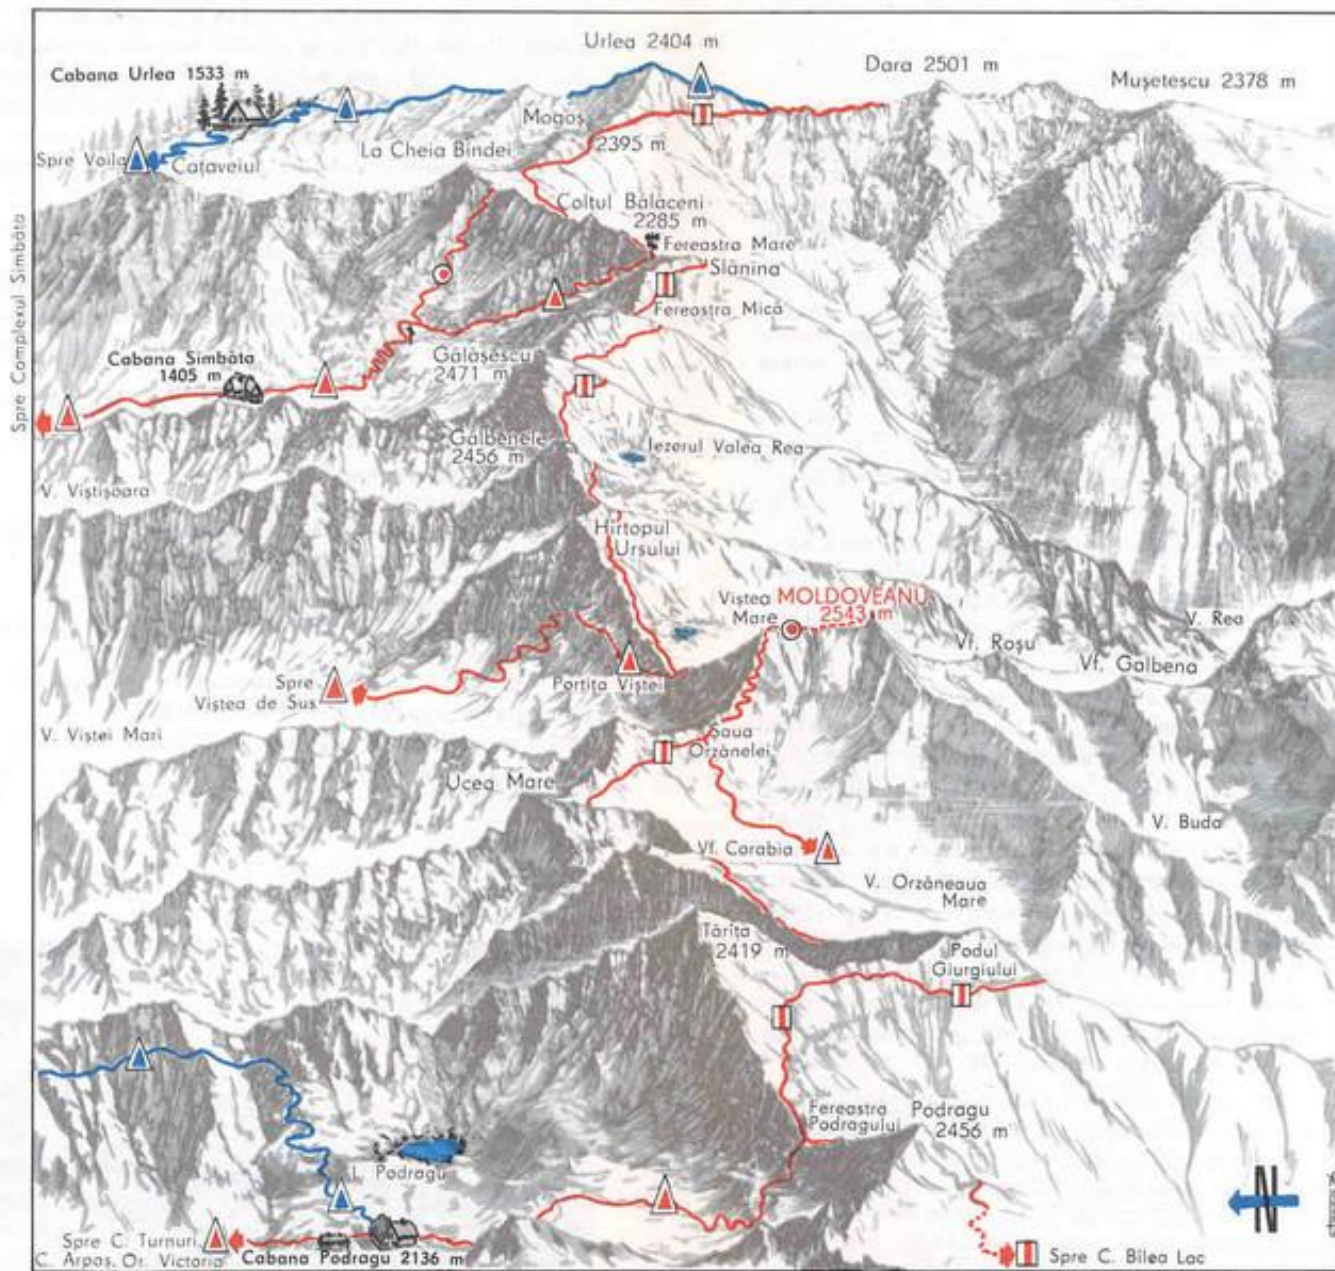 Urlea 2404 m
Dara 2501 m
Mușetescu 2378 m
Cabana Urlea 1533 m
Mogoș
2395 m
La Cheia Bindei
Spre Voila
Cațaveiul
Colțul Bălăceni
2285 m
Fereastra Mare
Slănina
Fereastra Mică
Spre Complexul Simbăta
Cabana Simbăta
1405 m
Gălășescu
2471 m
Galbenele
2456 m
Iezerul Valea Rea
V. Viștișoara
Hîrtopul
Ursului
Viștea
Mare
MOLDOVEANU
2543 m
V. Rea
Vf. Roșu
Vf. Galbena
Spre
Viștea de Sus
Portița Viștei
V. Viștei Mari
Șaua
Orzănelei
Ucea Mare
V. Buda
Vf. Corabia
V. Orzăneaua
Mare
Tărîța
2419 m
Podul
Giurgiului
Fereastra
Podragului
Podragu
2456 m
I. Podragu
N
Spre C. Turnuri,
C. Arpaș, Or. Victoria
Cabana Podragu 2136 m
Spre C. Bîlea Lac